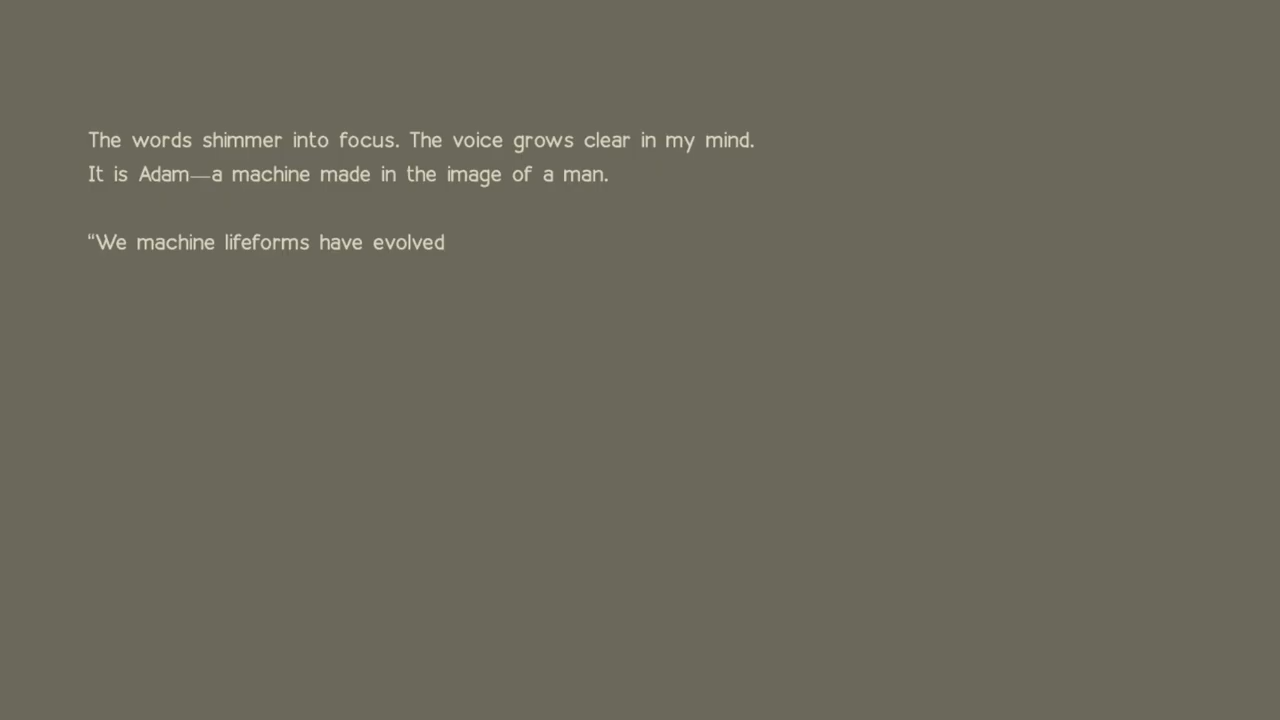 The words shimmer into focus. The voice grows clear in my mind.
It is Adam—a machine made in the image of a man.
“We machine lifeforms have evolved